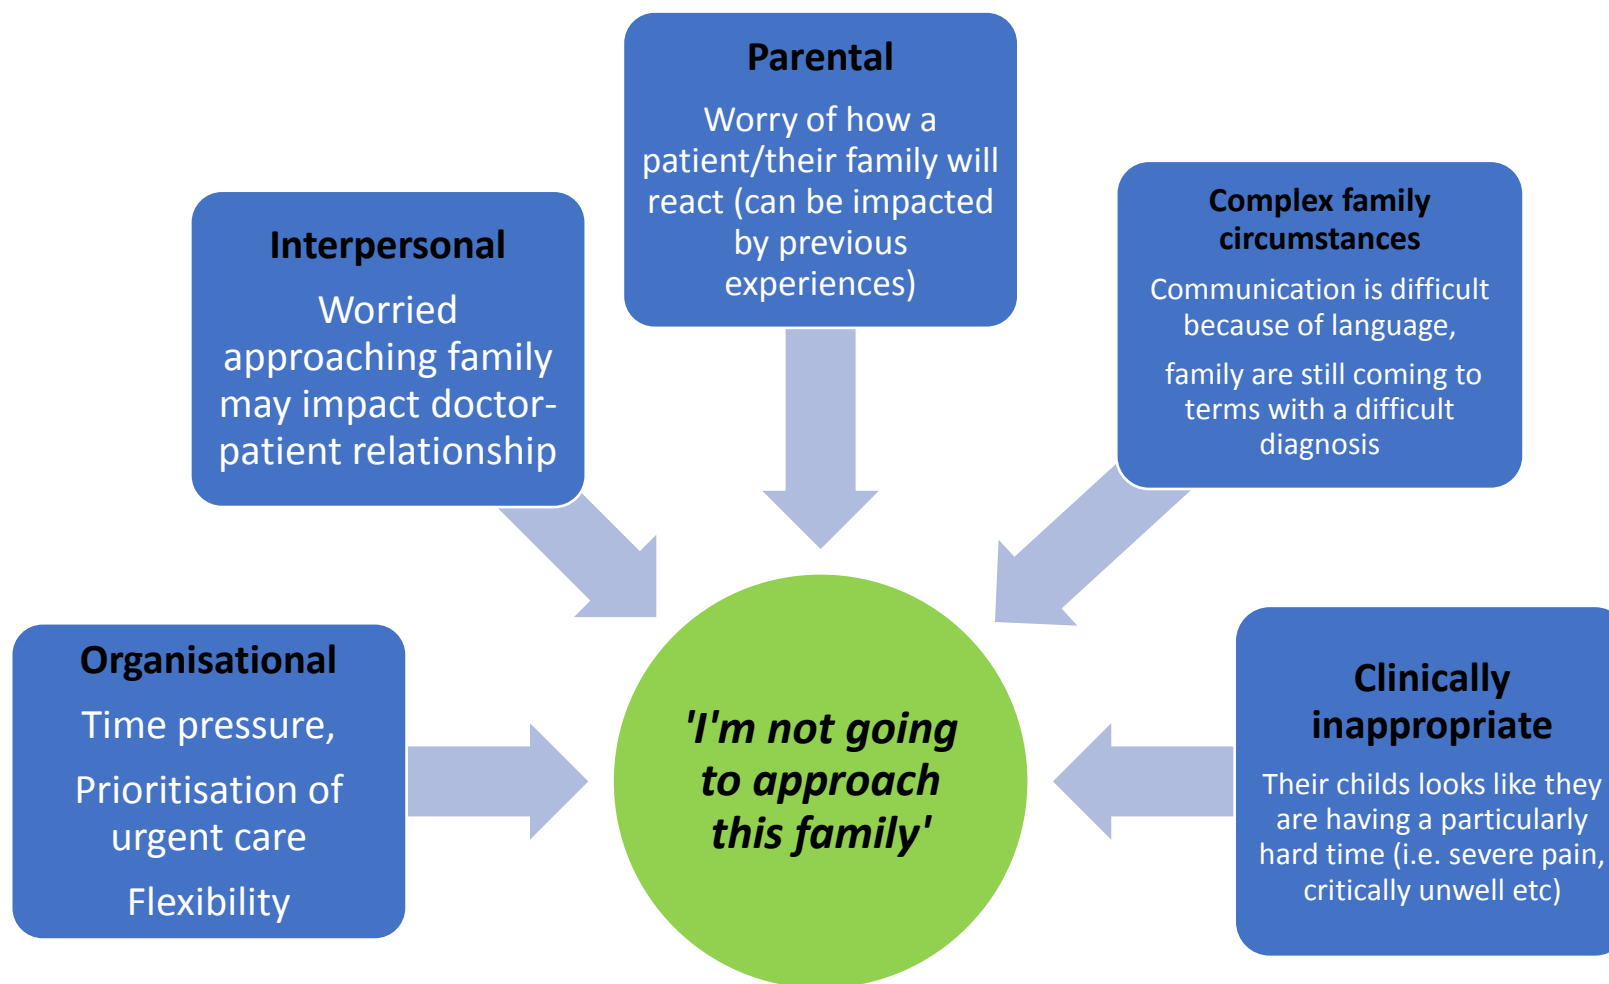 Parental
Worry of how a
patient/their family will
react (can be impacted
by previous
experiences)
Interpersonal
Worried
approaching family
may impact doctor-
patient relationship
Complex family
circumstances
Communication is difficult
because of language,
family are still coming to
terms with a difficult
diagnosis
Organisational
Time pressure,
Prioritisation of
urgent care
Flexibility
'I'm not going
to approach
this family'
Clinically
inappropriate
Their childs looks like they
are having a particularly
hard time (i.e. severe pain,
critically unwell etc)